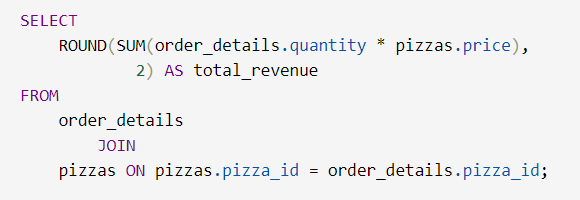 SELECT
ROUND(SUM(order_details.quantity * pizzas.price),
2) AS total_revenue
FROM
order_details
JOIN
pizzas ON pizzas.pizza_id = order_details.pizza_id;